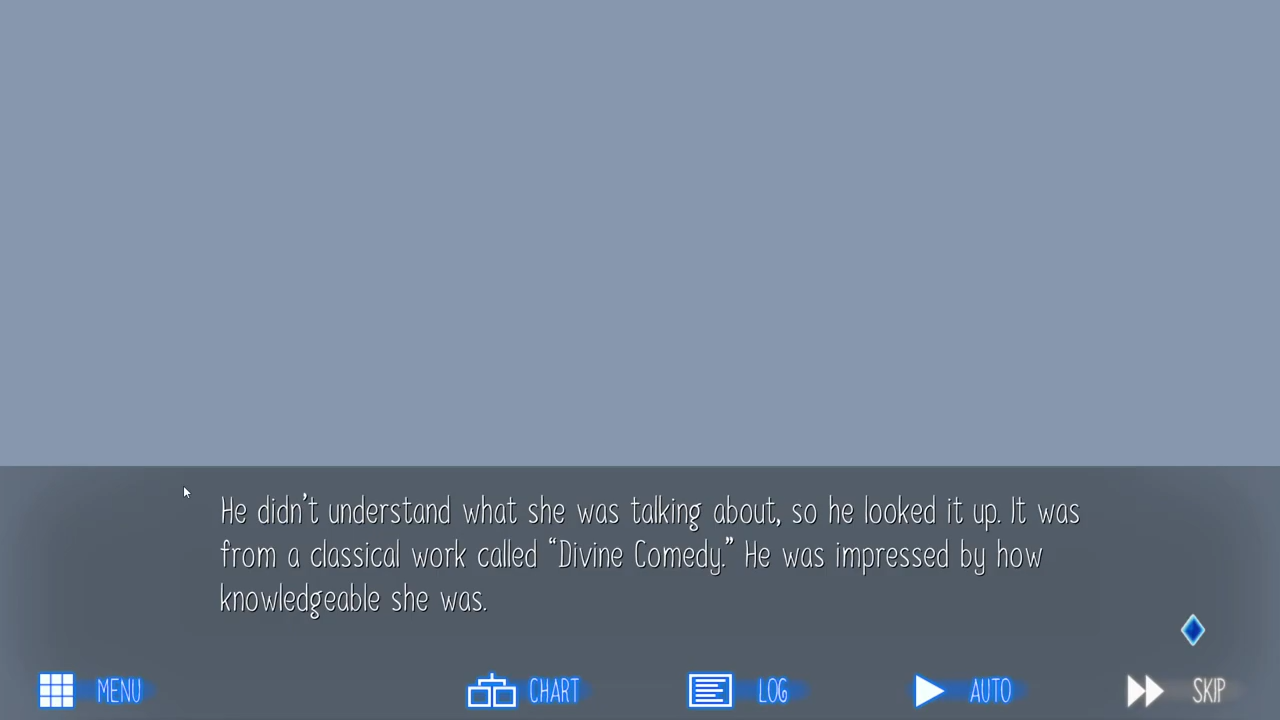 He didn't understand what she was talking about, so he looked it up. It was
from a classical work called “Divine Comedy.” He was impressed by how
knowledgeable she was.
MENU
CHART
LOG
AUTO
SKIP